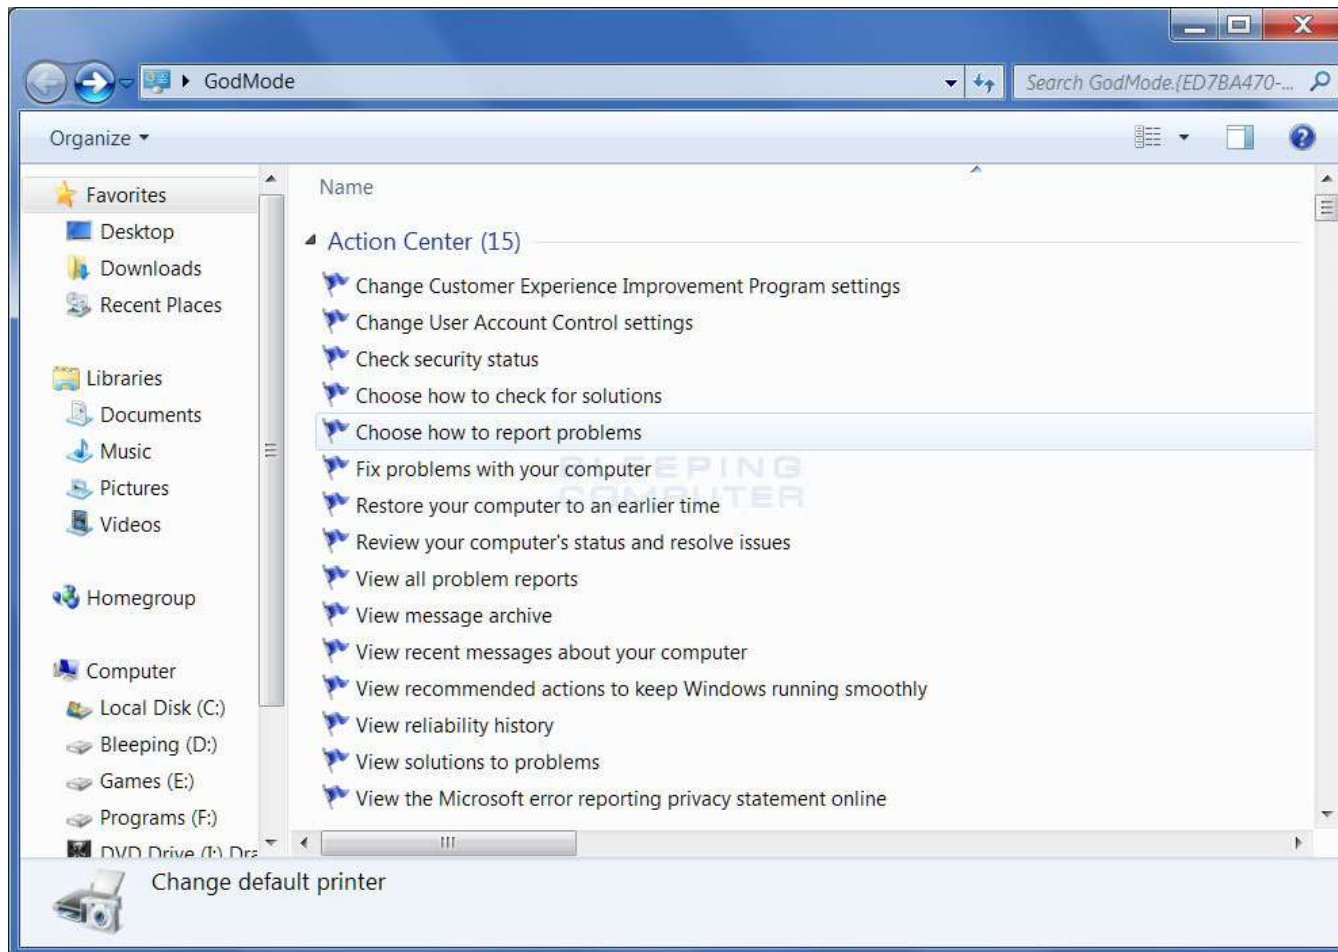 GodMode
Search GodMode.{ED7BA470-...
Organize
Favorites
Desktop
Downloads
Recent Places
Libraries
Documents
Music
Pictures
Videos
Homegroup
Computer
Local Disk (C:)
Bleeping (D:)
Games (E:)
Programs (F:)
DVD Drive (I:) Dra
Name
Action Center (15)
Change Customer Experience Improvement Program settings
Change User Account Control settings
Check security status
Choose how to check for solutions
Choose how to report problems
Fix problems with your computer
Restore your computer to an earlier time
Review your computer's status and resolve issues
View all problem reports
View message archive
View recent messages about your computer
View recommended actions to keep Windows running smoothly
View reliability history
View solutions to problems
View the Microsoft error reporting privacy statement online
BLEEPING
COMPUTER
Change default printer